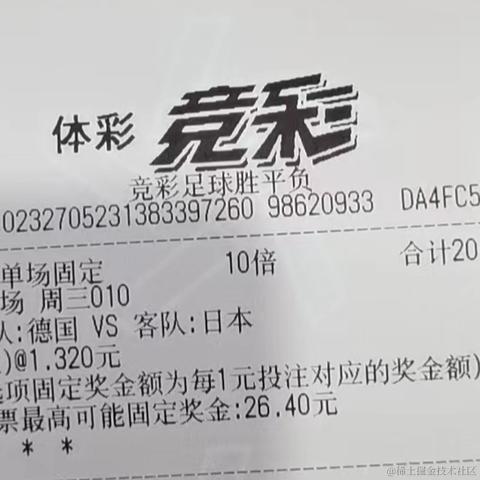 体彩 竞彩
竞彩足球胜平负
0232705231383397260 98620933 DA4FC5
单场固定 10倍 合计20
场 周三010
队:德国 VS 客队:日本
)@1.320元
选项固定奖金额为每1元投注对应的奖金额)
票最高可能固定奖金:26.40元
* *
@稀土掘金技术社区